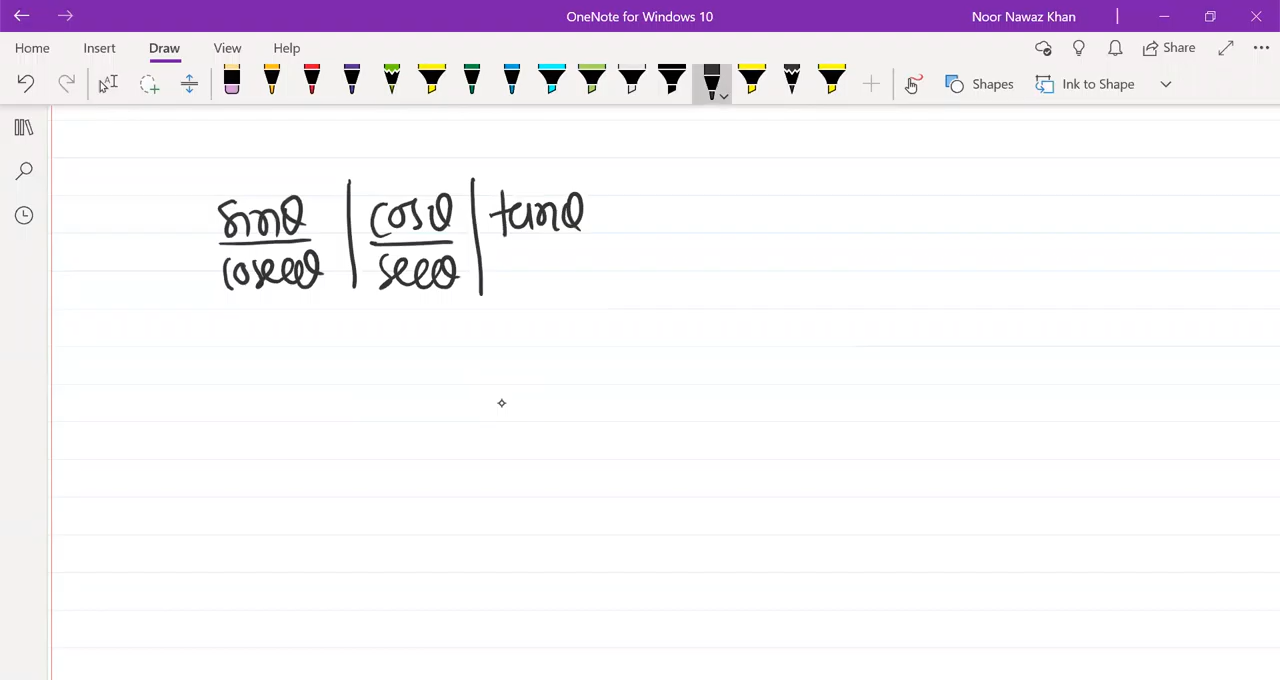 OneNote for Windows 10
Noor Nawaz Khan
Home Insert Draw View Help
Share
Shapes
Ink to Shape
sinθ | cosθ | tanθ
cosecθ | secθ |